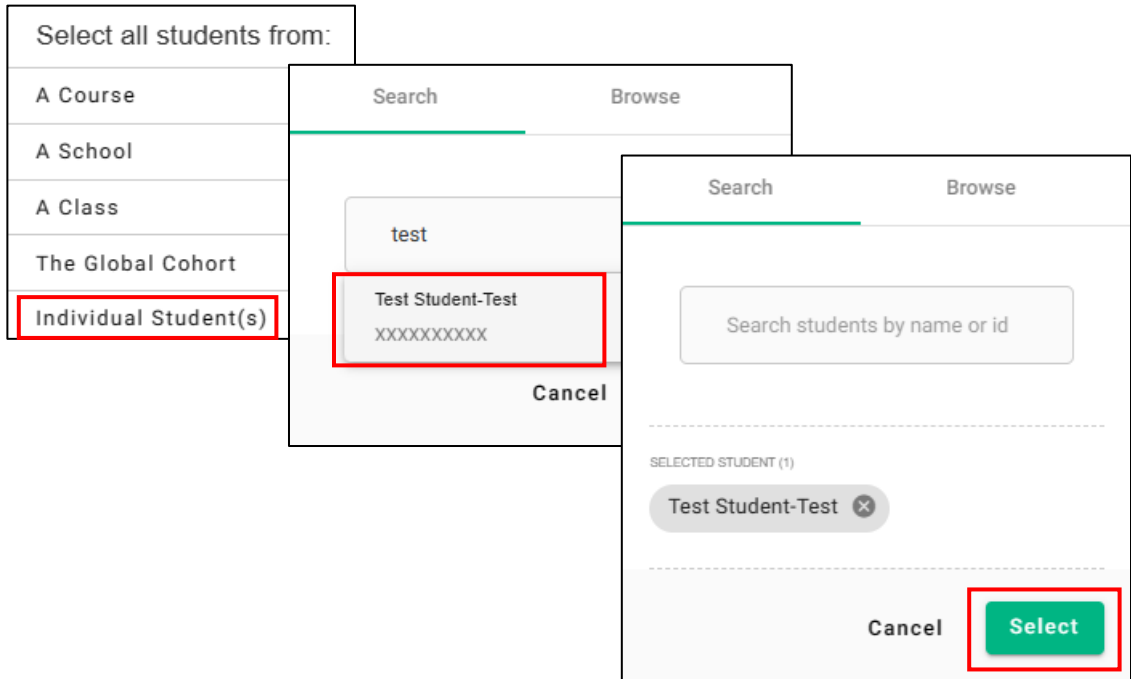 Select all students from:
A Course
A School
A Class
The Global Cohort
Individual Student(s)
Search Browse
test
Test Student-Test
XXXXXXXXXX
Cancel
Search Browse
Search students by name or id
SELECTED STUDENT (1)
Test Student-Test
Cancel Select